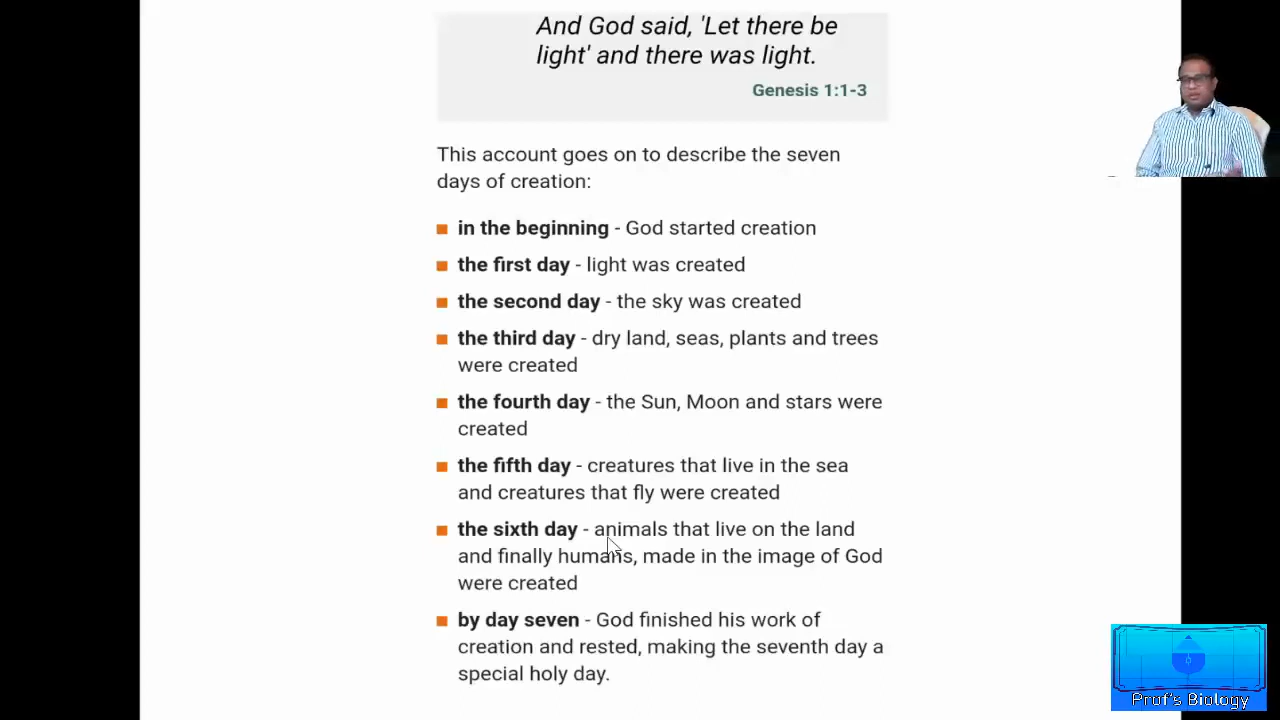 And God said, 'Let there be
light' and there was light.
Genesis 1:1-3
This account goes on to describe the seven
days of creation:
in the beginning - God started creation
the first day - light was created
the second day - the sky was created
the third day - dry land, seas, plants and trees
were created
the fourth day - the Sun, Moon and stars were
created
the fifth day - creatures that live in the sea
and creatures that fly were created
the sixth day - animals that live on the land
and finally humans, made in the image of God
were created
by day seven - God finished his work of
creation and rested, making the seventh day a
special holy day.
Prof's Biology